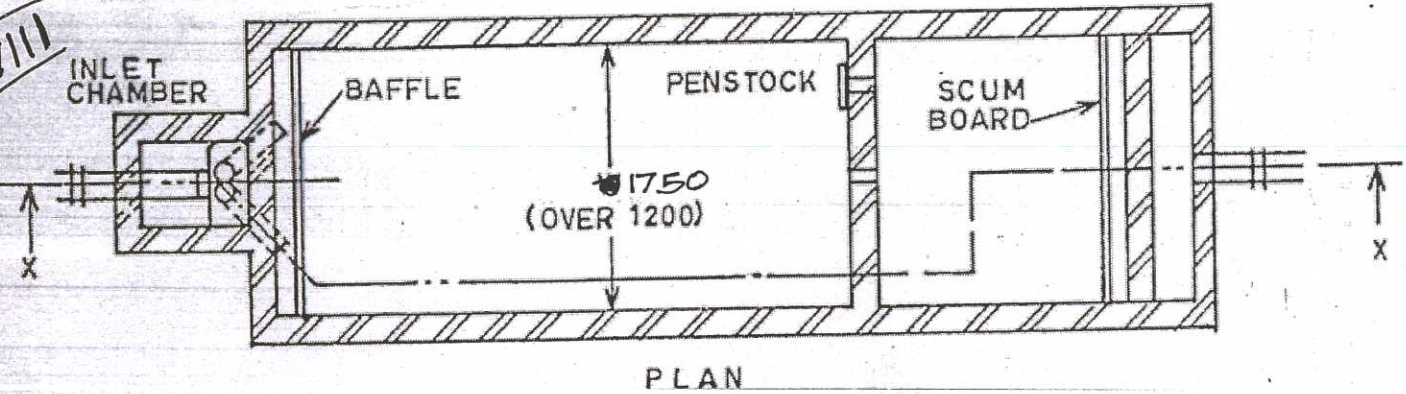 INLET
CHAMBER
BAFFLE
PENSTOCK
SCUM
BOARD
1750
(OVER 1200)
X
X
PLAN